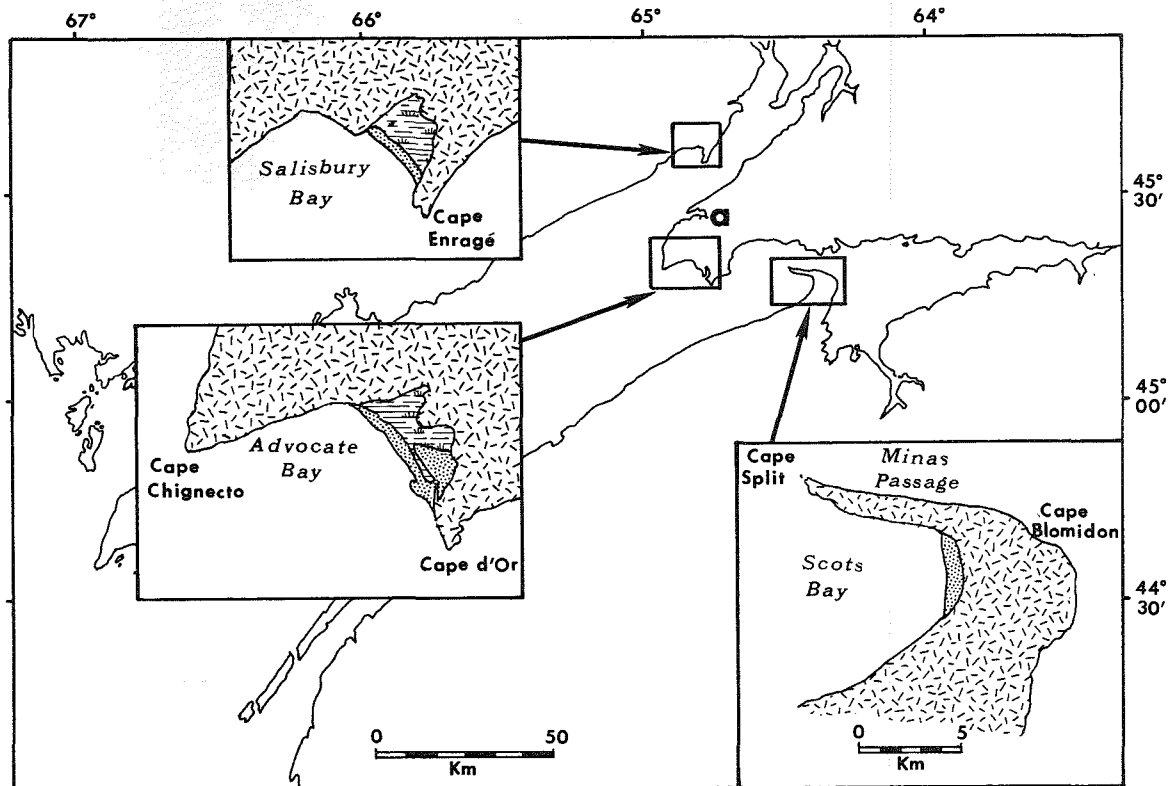 67°
66°
65°
64°
Salisbury
Bay
Cape
Enragé
45°
30'
a
45°
00'
Advocate
Bay
Cape
Chignecto
Cape d'Or
Cape
Split
Minas
Passage
Cape
Blomidon
Scots
Bay
44°
30'
0 50
Km
0 5
Km